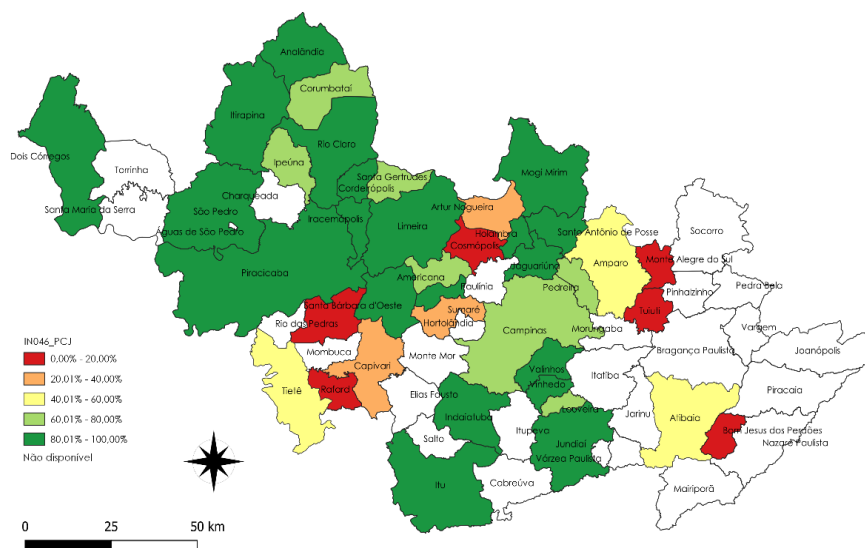 Analândia
Corumbataí
Itirapina
Rio Claro
Dois Córregos
Torrinha
Ipeúna
Santa Gertrudes
Cordeirópolis
Mogi Mirim
Charqueada
Santa Maria da Serra
São Pedro
Iracemápolis
Limeira
Artur Nogueira
Socorro
Águas de São Pedro
Holambra
Santo Antônio de Posse
Cosmópolis
Monte Alegre do Sul
Jaguariúna
Amparo
Piracicaba
Americana
Paulínia
Pedreira
Pinhalzinho
Pedra Bela
Santa Bárbara d'Oeste
Sumaré
Tuiuti
Rio das Pedras
Hortolândia
Campinas
Morungaba
Vargem
IN046_PCJ
Mombuca
Monte Mor
Bragança Paulista
Joanópolis
0,00% - 20,00%
Capivari
Valinhos
20,01% - 40,00%
Tietê
Rafard
Vinhedo
Itatiba
Piracaia
40,01% - 60,00%
Elias Fausto
60,01% - 80,00%
Indaiatuba
Louveira
Jarinu
Atibaia
80,01% - 100,00%
Salto
Itupeva
Jundiaí
Bom Jesus dos Perdões
Nazaré Paulista
Não disponível
Várzea Paulista
Itu
Cabreúva
Mairiporã
0 25 50 km